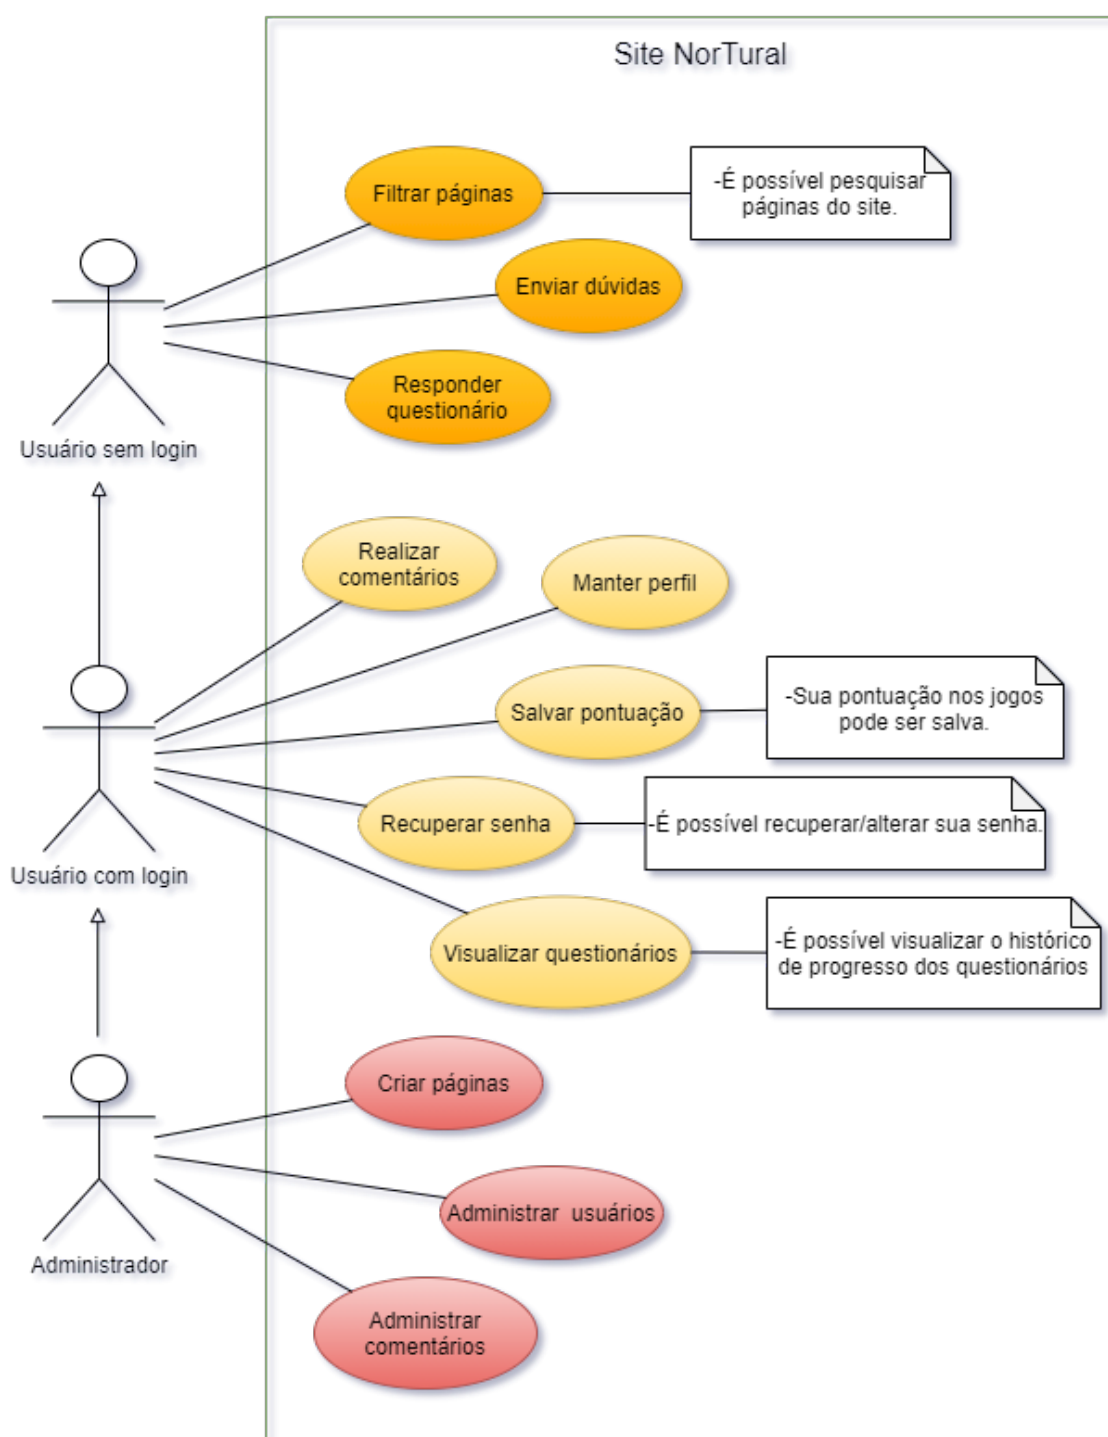 Site NorTural
Filtrar páginas
-É possível pesquisar
páginas do site.
Enviar dúvidas
Responder
questionário
Usuário sem login
Realizar
comentários
Manter perfil
Salvar pontuação
-Sua pontuação nos jogos
pode ser salva.
Recuperar senha
-É possível recuperar/alterar sua senha.
Usuário com login
Visualizar questionários
-É possível visualizar o histórico
de progresso dos questionários
Criar páginas
Administrar usuários
Administrador
Administrar
comentários